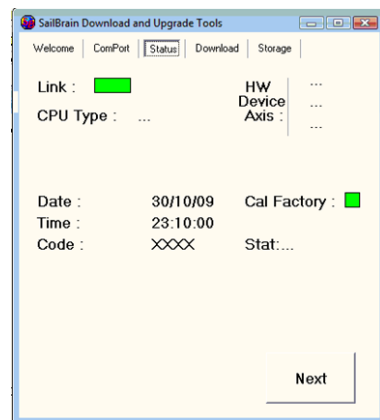 SailBrain Download and Upgrade Tools
Welcome ComPort Status Download Storage
Link : HW ...
Device ...
CPU Type : ... Axis : ...
Date : 30/10/09 Cal Factory :
Time : 23:10:00
Code : XXXX Stat:...
Next